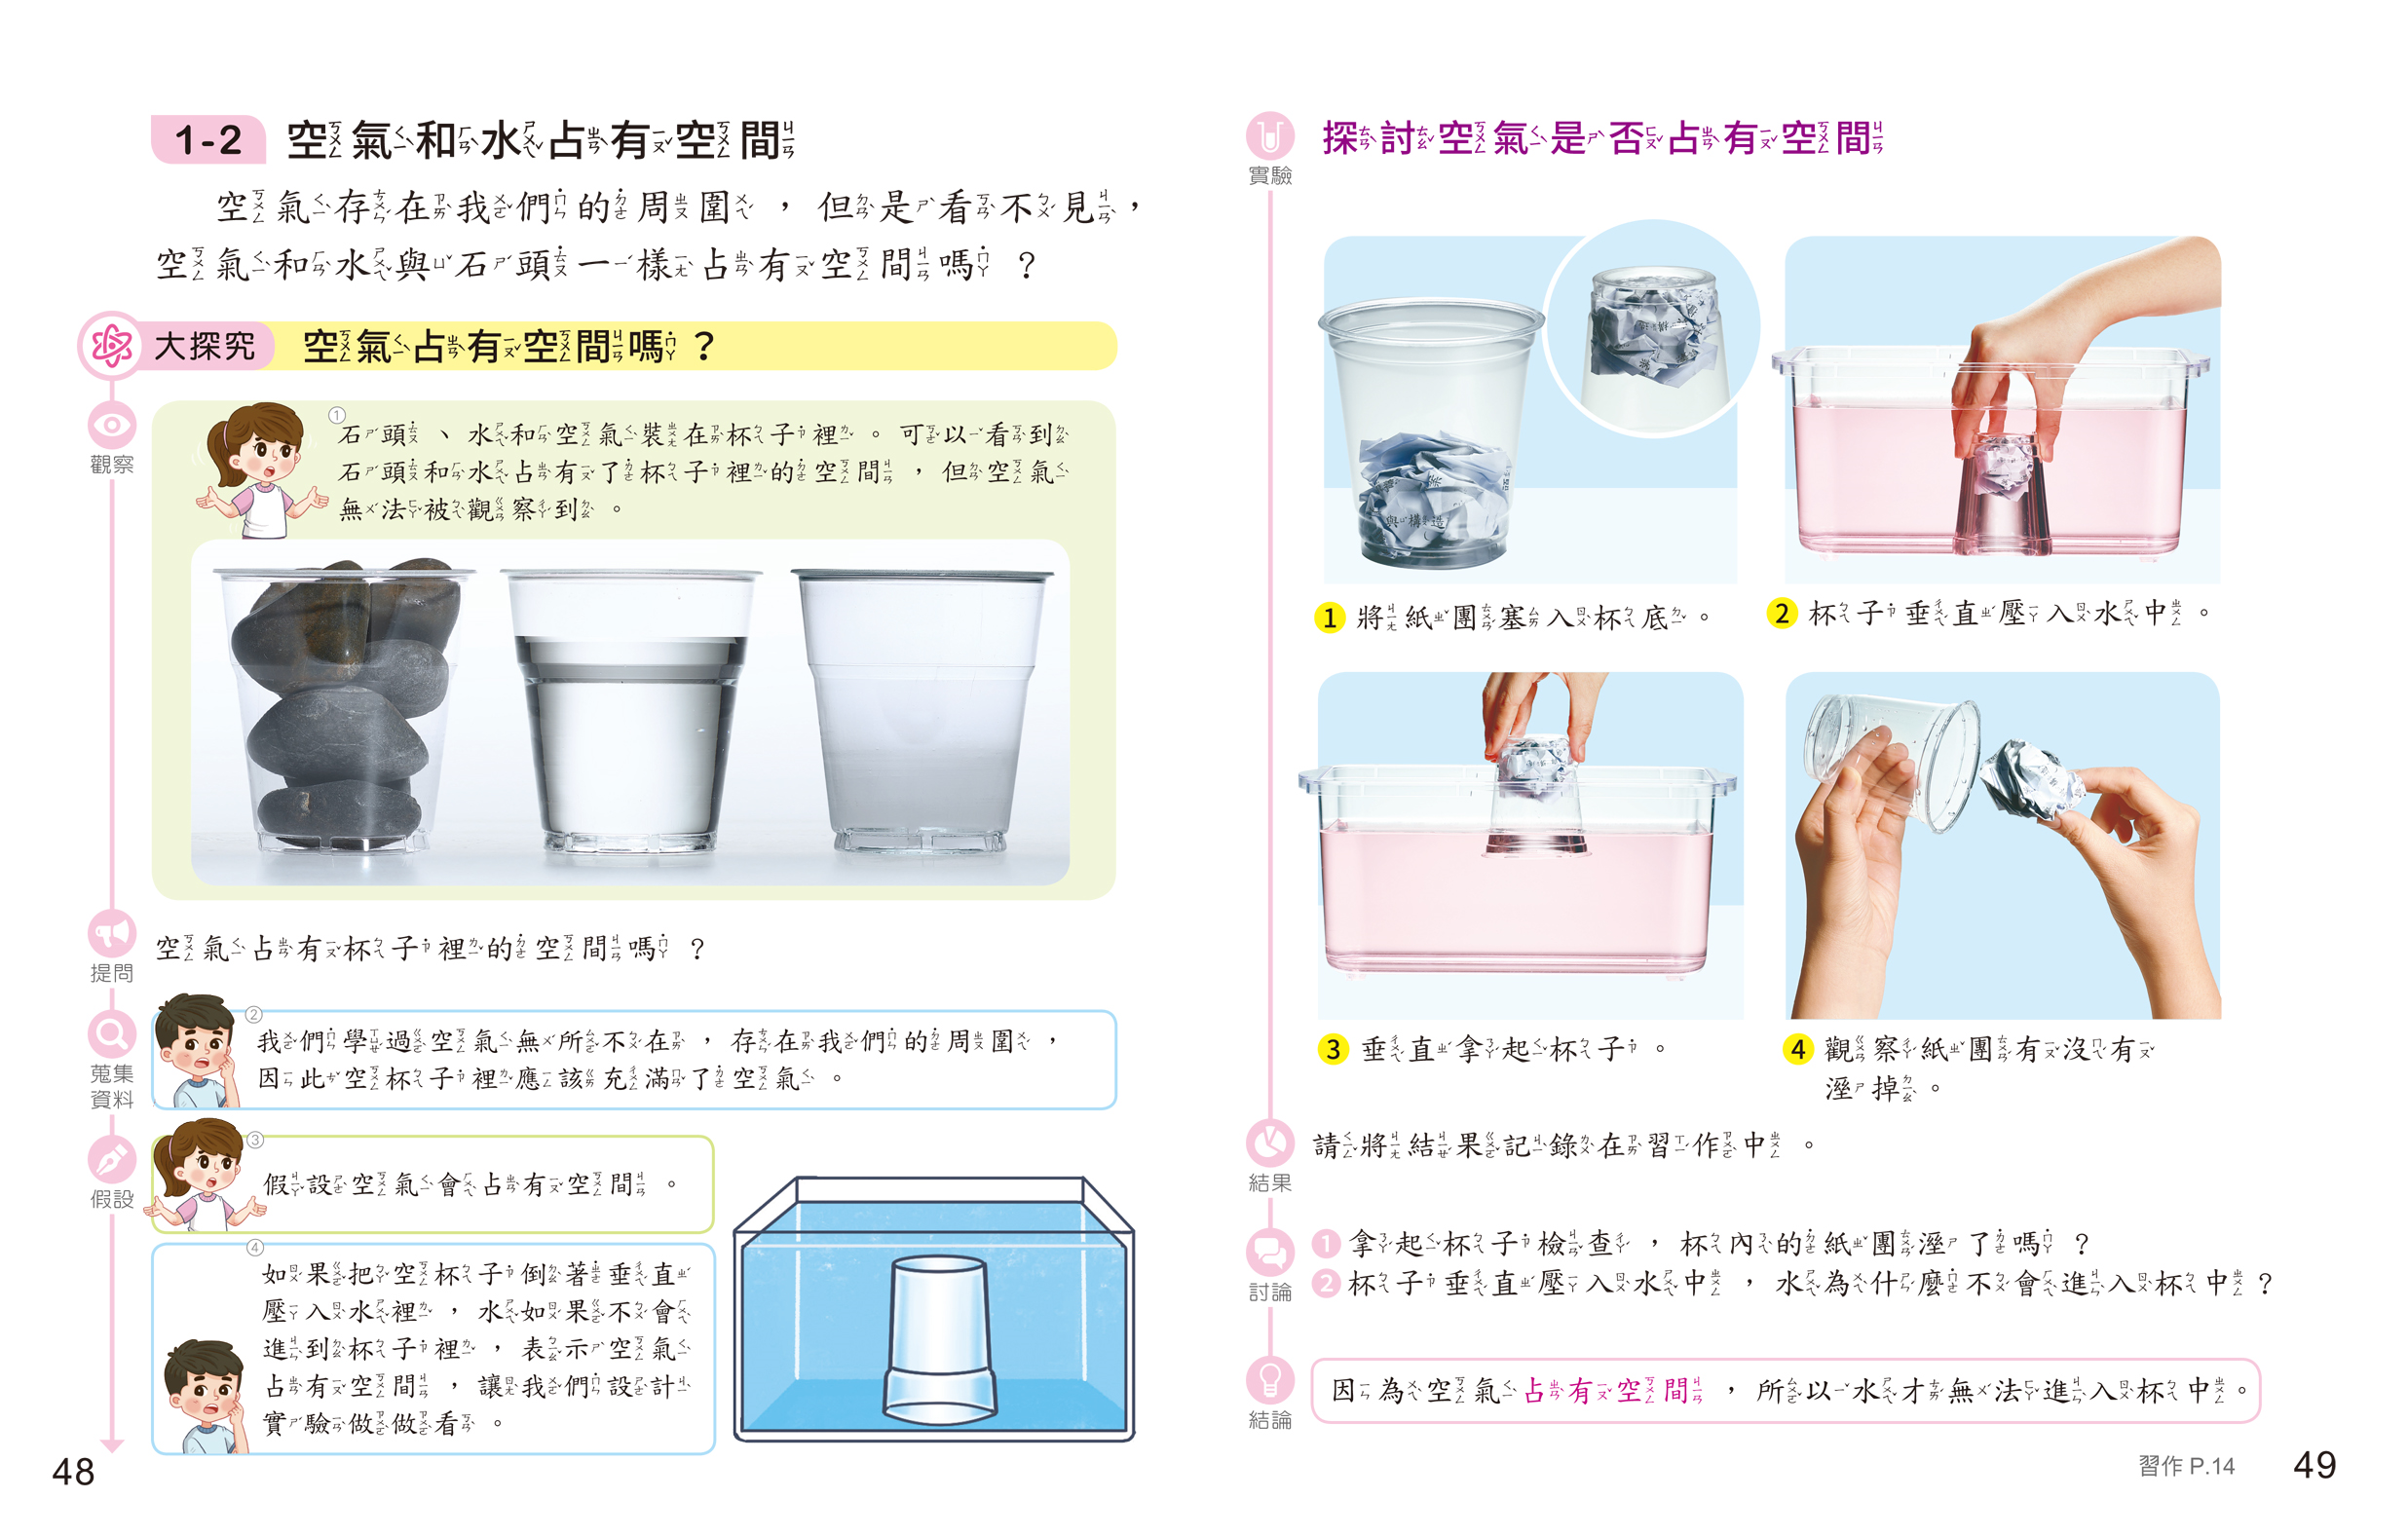 1-2 空氣和水占有空間
空氣存在我們的周圍，但是看不見，
空氣和水與石頭一樣占有空間嗎？
大探究 空氣占有空間嗎？
觀察
①
石頭、水和空氣裝在杯子裡。可以看到
石頭和水占有了杯子裡的空間，但空氣
無法被觀察到。
提問
空氣占有杯子裡的空間嗎？
蒐集
資料
②
我們學過空氣無所不在，存在我們的周圍，
因此空杯子裡應該充滿了空氣。
假設
③
假設空氣會占有空間。
④
如果把空杯子倒著垂直
壓入水裡，水如果不會
進到杯子裡，表示空氣
占有空間，讓我們設計
實驗做做看。
48
實驗
探討空氣是否占有空間
與構造
1 將紙團塞入杯底。
2 杯子垂直壓入水中。
3 垂直拿起杯子。
4 觀察紙團有沒有
溼掉。
結果
請將結果記錄在習作中。
討論
1 拿起杯子檢查，杯內的紙團溼了嗎？
2 杯子垂直壓入水中，水為什麼不會進入杯中？
結論
因為空氣占有空間，所以水才無法進入杯中。
習作 P.14
49